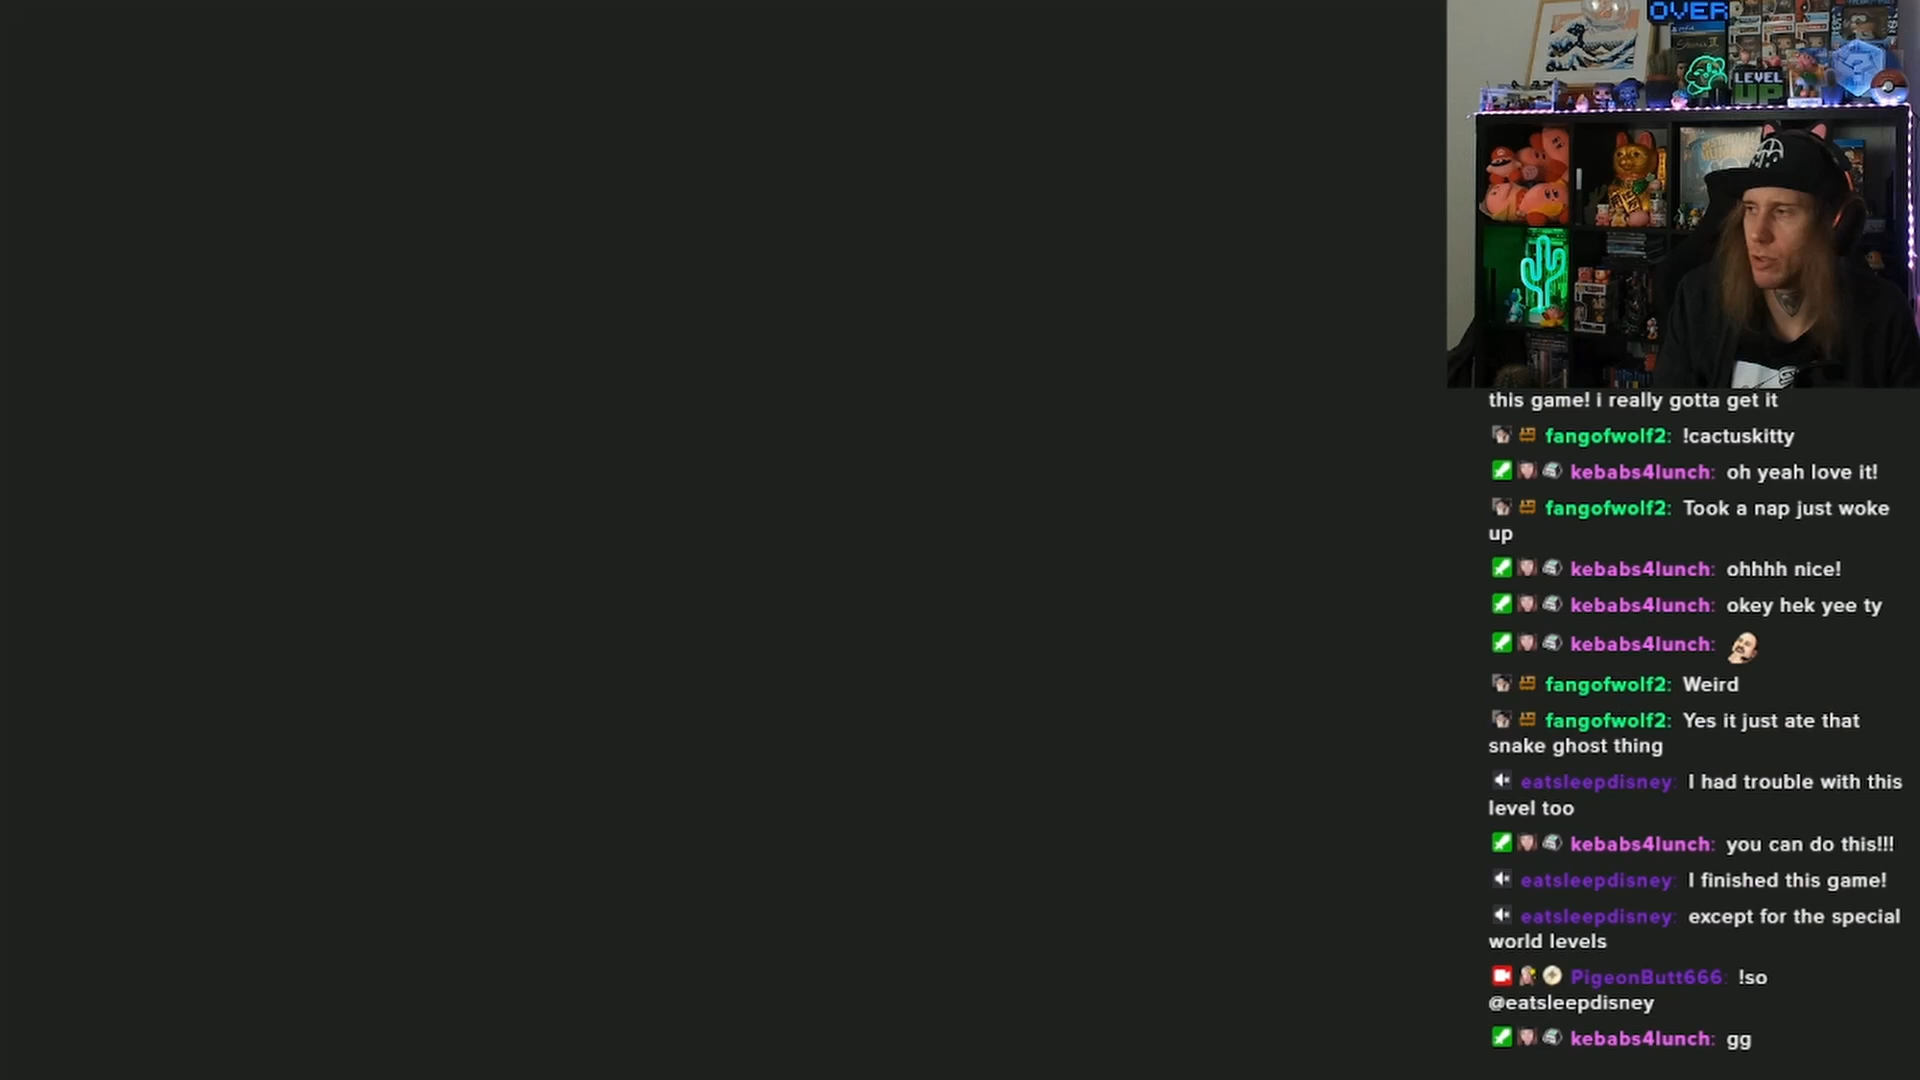 OVER
LEVEL
UP
this game! i really gotta get it
fangofwolf2: !cactuskitty
kebabs4lunch: oh yeah love it!
fangofwolf2: Took a nap just woke
up
kebabs4lunch: ohhhh nice!
kebabs4lunch: okey hek yee ty
kebabs4lunch:
fangofwolf2: Weird
fangofwolf2: Yes it just ate that
snake ghost thing
eatsleepdisney: I had trouble with this
level too
kebabs4lunch: you can do this!!!
eatsleepdisney: I finished this game!
eatsleepdisney: except for the special
world levels
PigeonButt666: !so
@eatsleepdisney
kebabs4lunch: gg